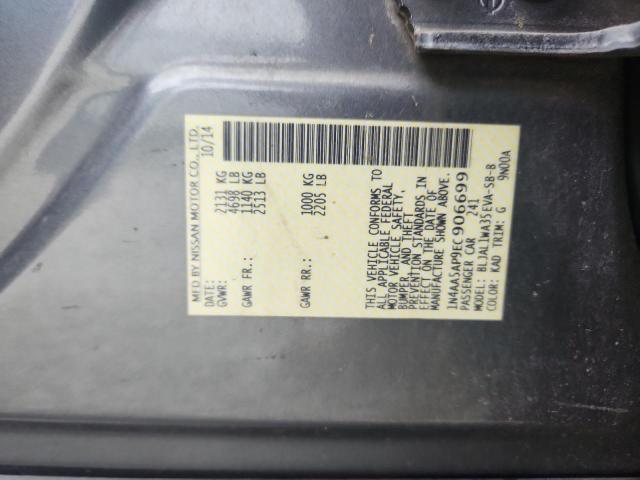 MFD BY NISSAN MOTOR CO., LTD.
DATE: 10/14
GVWR: 2131 KG
4698 LB
GAWR FR.: 1140 KG
2513 LB
GAWR RR.: 1000 KG
2205 LB
THIS VEHICLE CONFORMS TO
ALL APPLICABLE FEDERAL
MOTOR VEHICLE SAFETY,
BUMPER, AND THEFT
PREVENTION STANDARDS IN
EFFECT ON THE DATE OF
MANUFACTURE SHOWN ABOVE.
1N4AA5AP9EC906699
PASSENGER CAR 241
MODEL: BLJALIWA35EVA-SB-B
COLOR: KAD TRIM: G 9N00A